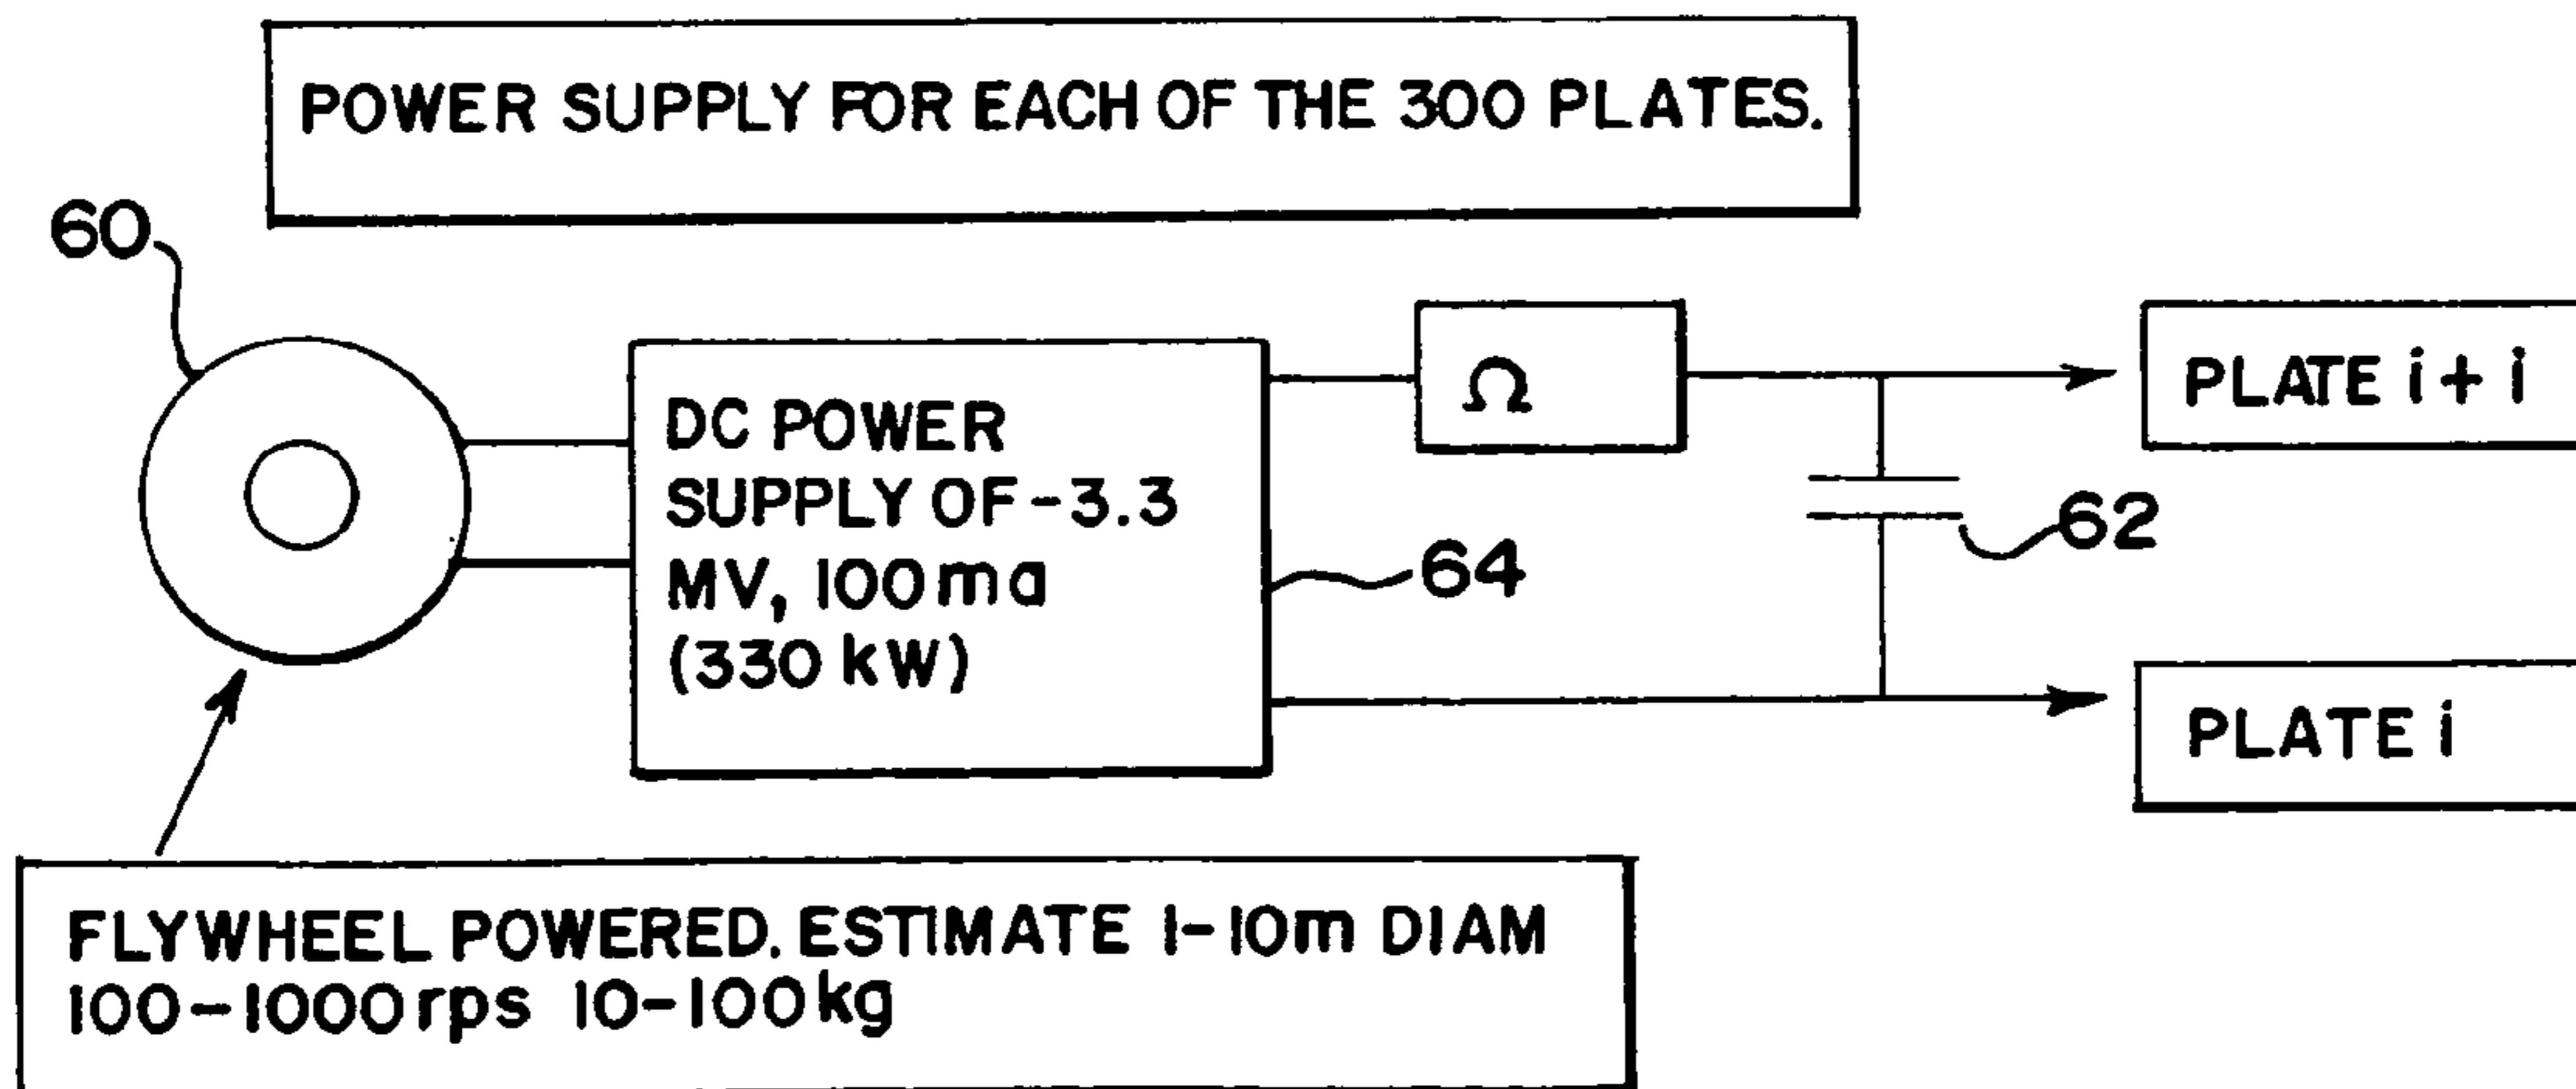 POWER SUPPLY FOR EACH OF THE 300 PLATES.
60
DC POWER
SUPPLY OF -3.3
MV, 100 ma
(330 kW)
64
Ω
62
PLATE i + i
PLATE i
FLYWHEEL POWERED. ESTIMATE 1-10m DIAM
100-1000 rps 10-100 kg